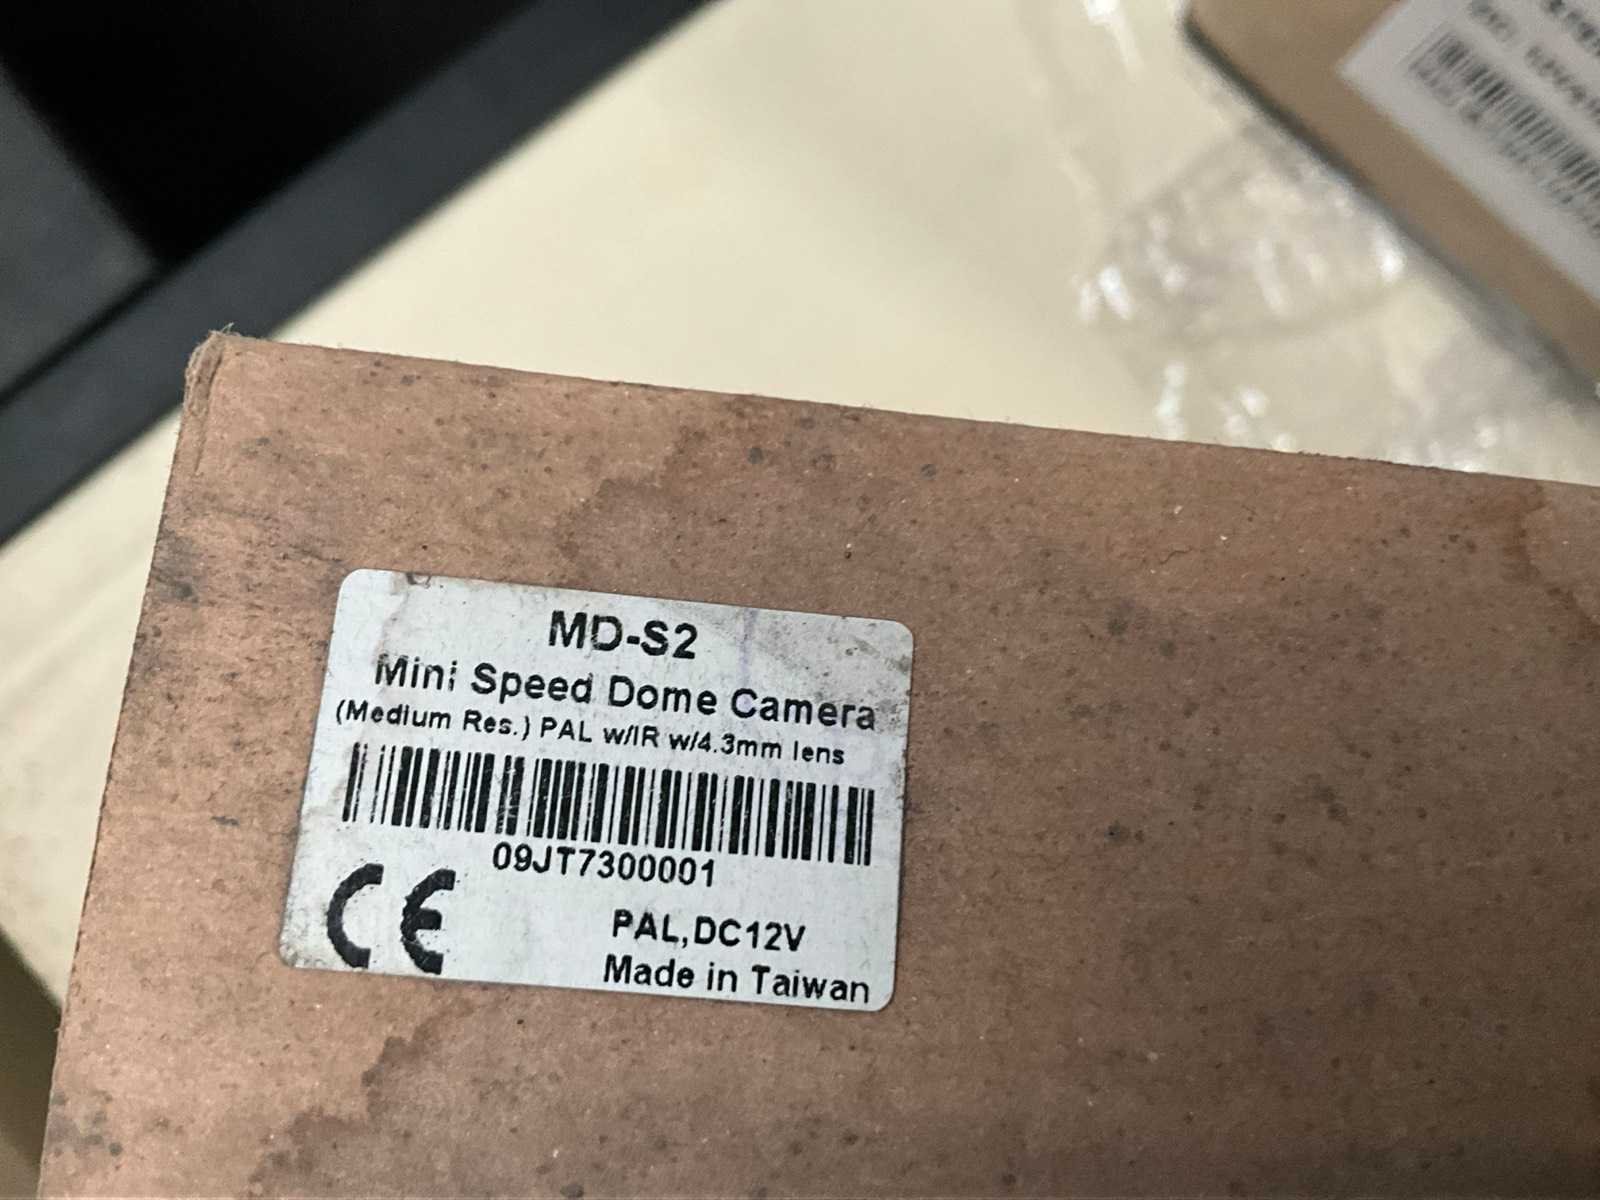 MD-S2
Mini Speed Dome Camera
(Medium Res.) PAL w/IR w/4.3mm lens
09JT7300001
CE
PAL,DC12V
Made in Taiwan